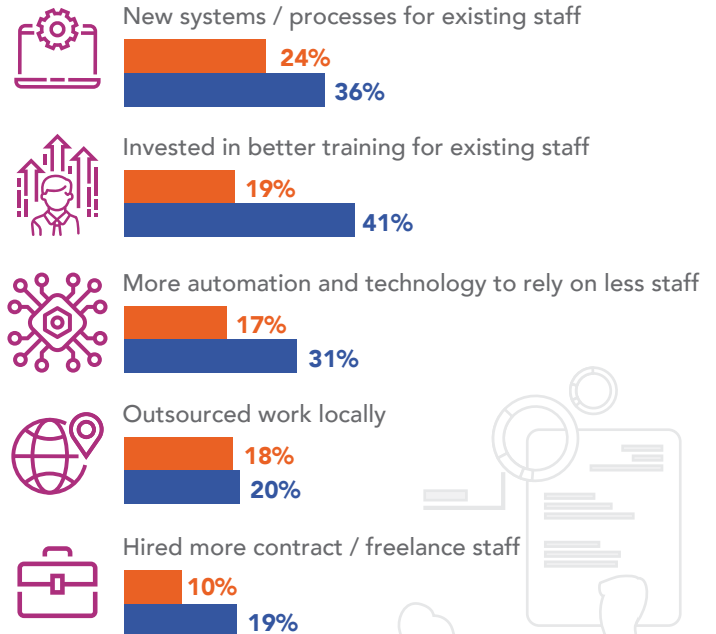 New systems / processes for existing staff
24%
36%
Invested in better training for existing staff
19%
41%
More automation and technology to rely on less staff
17%
31%
Outsourced work locally
18%
20%
Hired more contract / freelance staff
10%
19%